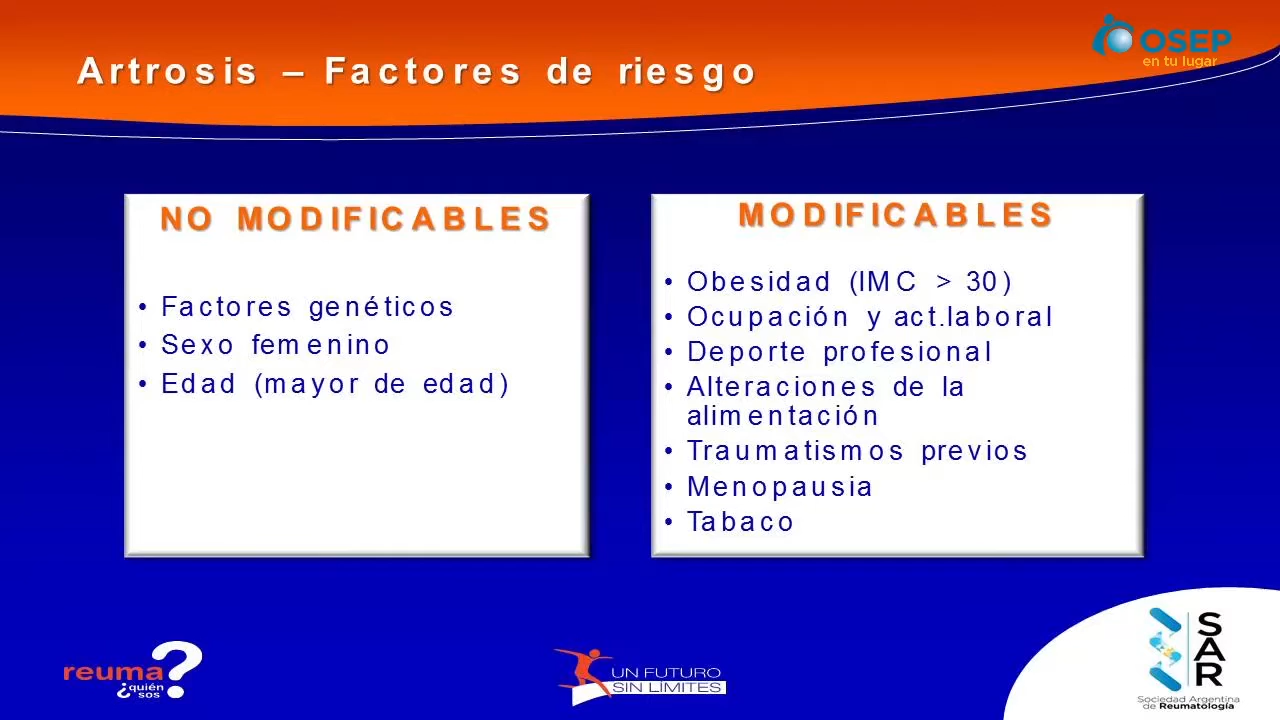 Artrosis – Factores de riesgo
OSEP
en tu lugar
NO MODIFICABLES
• Factores genéticos
• Sexo femenino
• Edad (mayor de edad)
MODIFICABLES
• Obesidad (IMC > 30)
• Ocupación y act.laboral
• Deporte profesional
• Alteraciones de la
alimentación
• Traumatismos previos
• Menopausia
• Tabaco
reuma?
¿quién
sos
UN FUTURO
SIN LÍMITES
SAR
Sociedad Argentina
de Reumatología